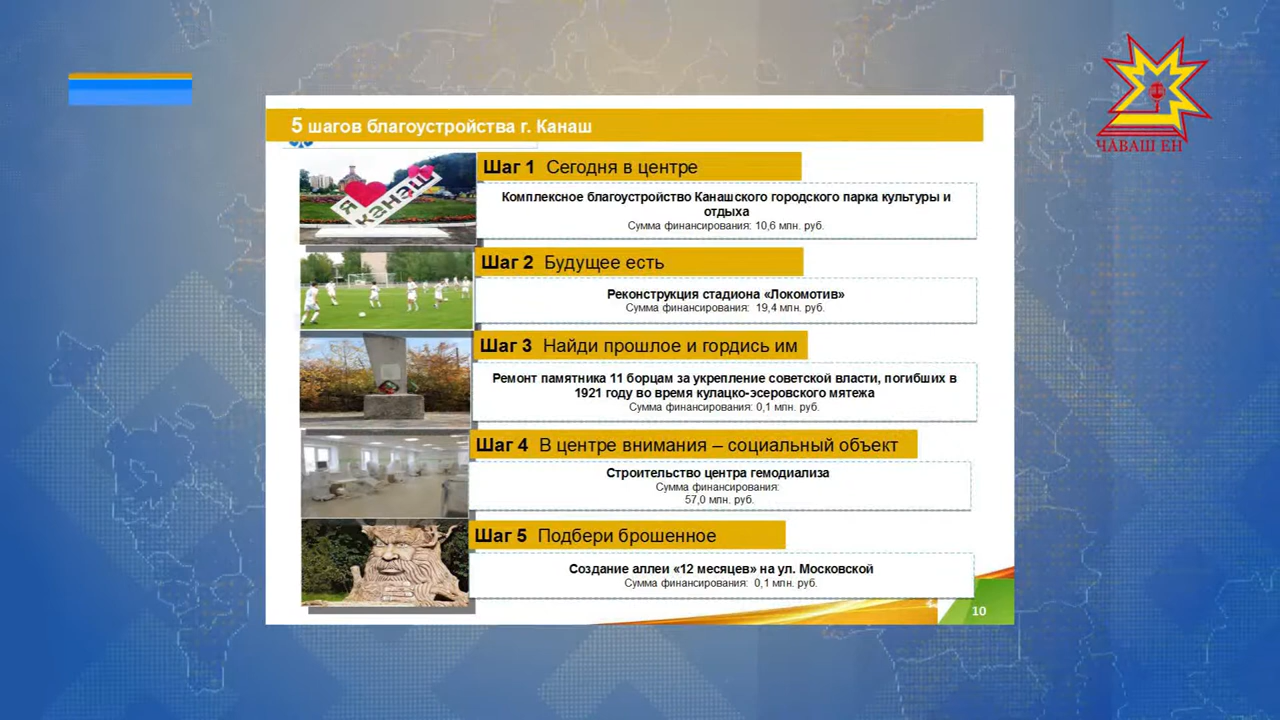 ЧӐВАШ ЕН
5 шагов благоустройства г. Канаш
Я
канаш
Шаг 1 Сегодня в центре
Комплексное благоустройство Канашского городского парка культуры и
отдыха
Сумма финансирования: 10,6 млн. руб.
Шаг 2 Будущее есть
Реконструкция стадиона «Локомотив»
Сумма финансирования: 19,4 млн. руб.
Шаг 3 Найди прошлое и гордись им
Ремонт памятника 11 борцам за укрепление советской власти, погибших в
1921 году во время кулацко-эсеровского мятежа
Сумма финансирования: 0,1 млн. руб.
Шаг 4 В центре внимания – социальный объект
Строительство центра гемодиализа
Сумма финансирования:
57,0 млн. руб.
Шаг 5 Подбери брошенное
Создание аллеи «12 месяцев» на ул. Московской
Сумма финансирования: 0,1 млн. руб.
10